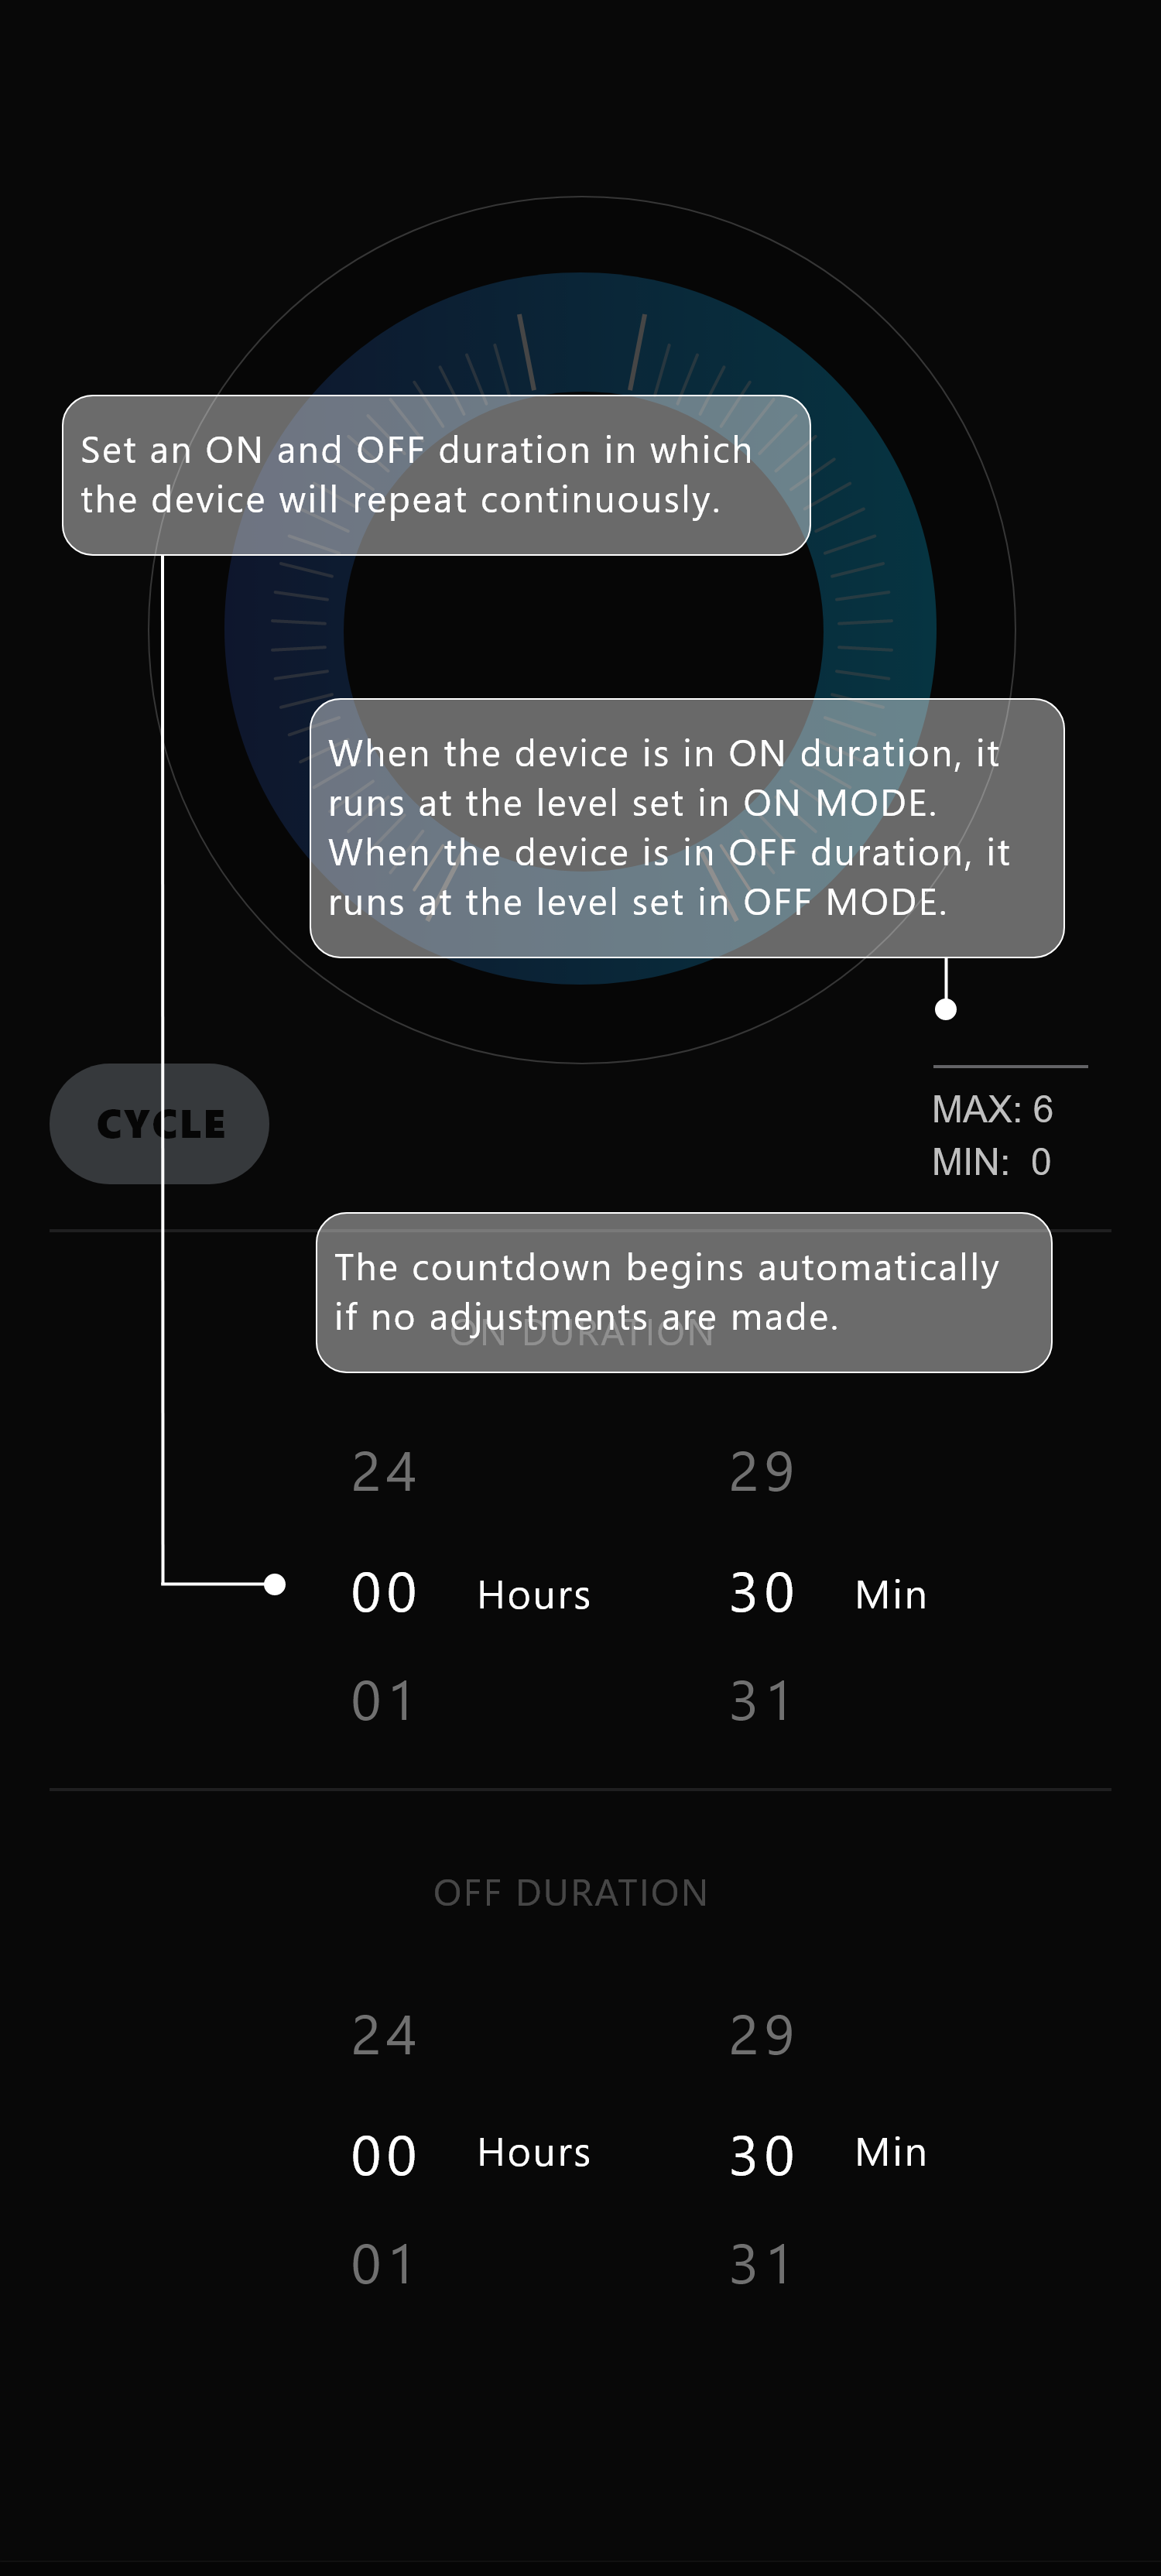 Set an ON and OFF duration in which
the device will repeat continuously.
When the device is in ON duration, it
runs at the level set in ON MODE.
When the device is in OFF duration, it
runs at the level set in OFF MODE.
CYCLE
MAX: 6
MIN: 0
The countdown begins automatically
if no adjustments are made.
ON DURATION
24 29
00 Hours 30 Min
01 31
OFF DURATION
24 29
00 Hours 30 Min
01 31